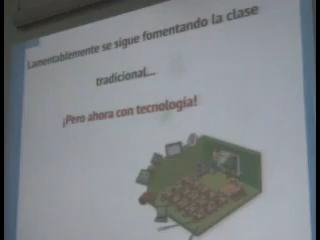 Lamentablemente se sigue fomentando la clase
tradicional...
¡Pero ahora con tecnología!